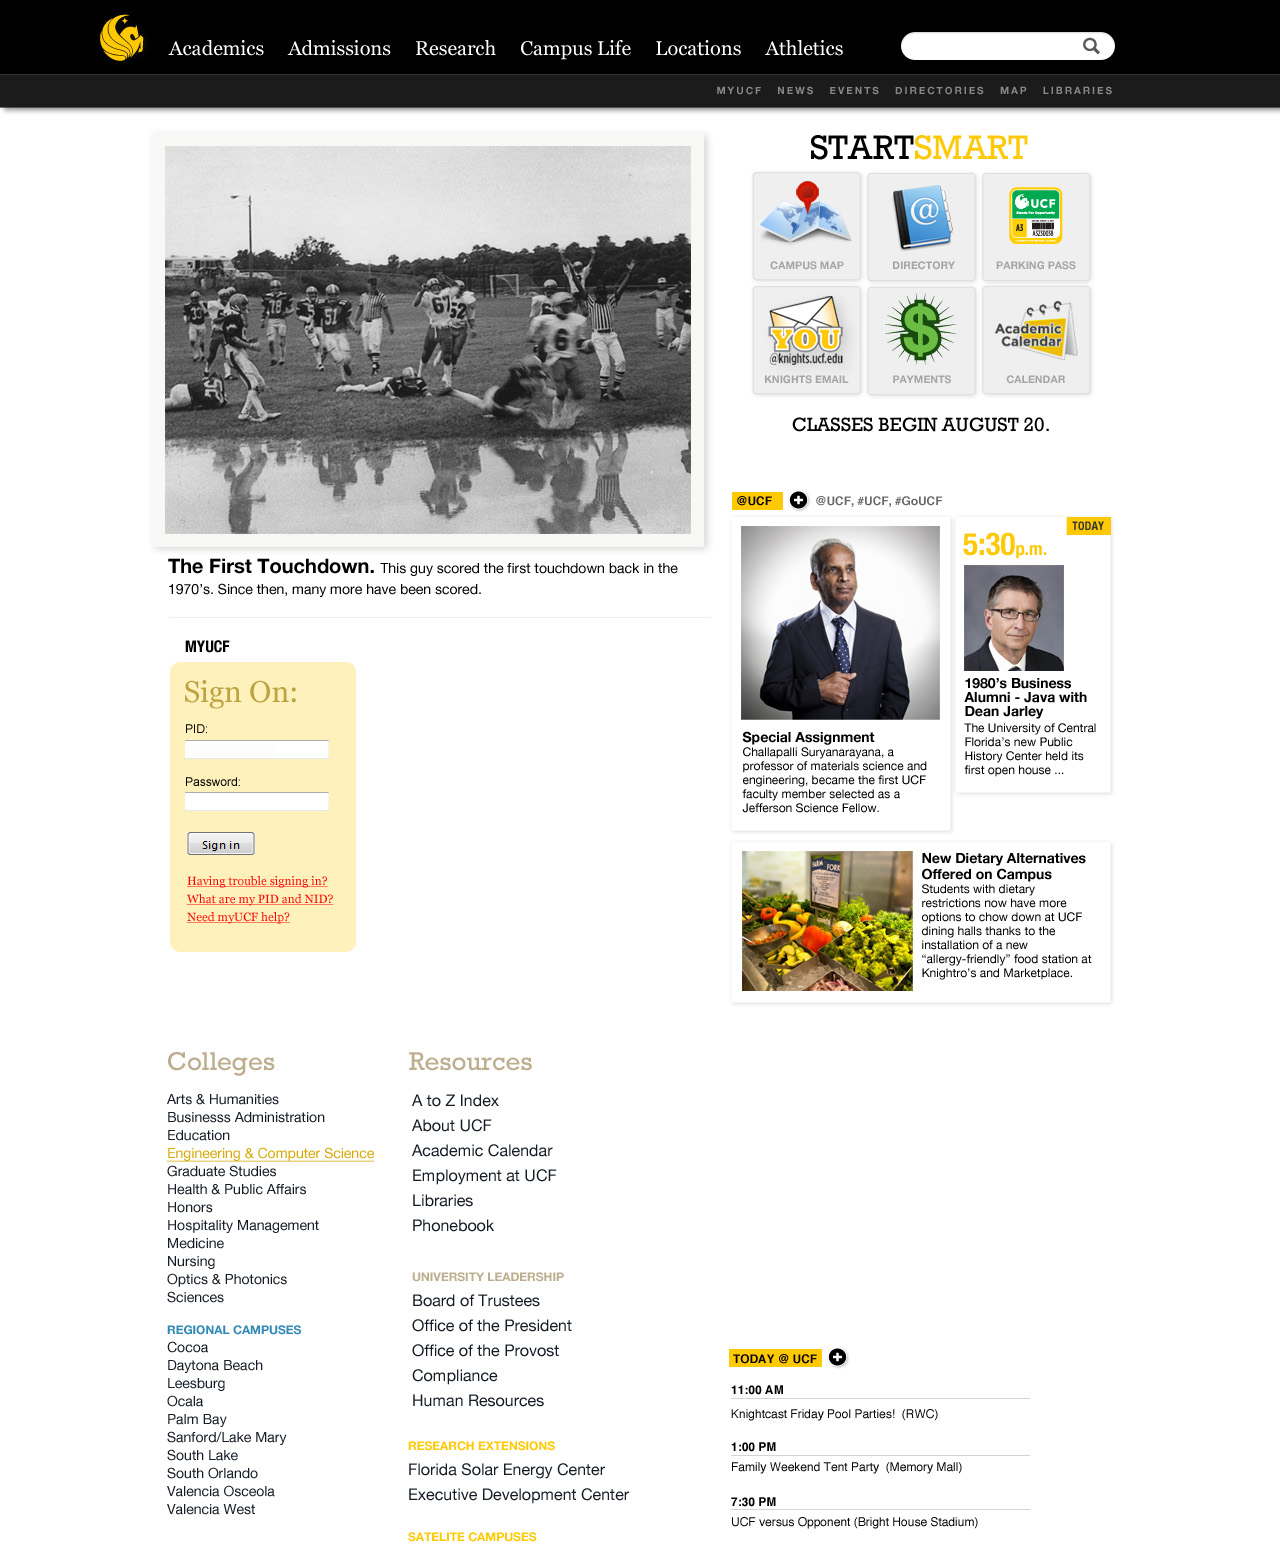 Academics Admissions Research Campus Life Locations Athletics
MYUCF NEWS EVENTS DIRECTORIES MAP LIBRARIES
STARTSMART
CAMPUS MAP
@
DIRECTORY
UCF
Stands For Opportunity
A3
A3250038
PARKING PASS
YOU
@knights.ucf.edu
KNIGHTS EMAIL
$
PAYMENTS
Academic
Calendar
CALENDAR
CLASSES BEGIN AUGUST 20.
67
52
78
51
6
The First Touchdown. This guy scored the first touchdown back in the
1970's. Since then, many more have been scored.
MYUCF
Sign On:
PID:
Password:
Sign in
Having trouble signing in?
What are my PID and NID?
Need myUCF help?
@UCF @UCF, #UCF, #GoUCF
Special Assignment
Challapalli Suryanarayana, a
professor of materials science and
engineering, became the first UCF
faculty member selected as a
Jefferson Science Fellow.
TODAY
5:30p.m.
1980's Business
Alumni - Java with
Dean Jarley
The University of Central
Florida's new Public
History Center held its
first open house ...
FARM
FORK
New Dietary Alternatives
Offered on Campus
Students with dietary
restrictions now have more
options to chow down at UCF
dining halls thanks to the
installation of a new
“allergy-friendly” food station at
Knightro's and Marketplace.
Colleges
Arts & Humanities
Businesss Administration
Education
Engineering & Computer Science
Graduate Studies
Health & Public Affairs
Honors
Hospitality Management
Medicine
Nursing
Optics & Photonics
Sciences
REGIONAL CAMPUSES
Cocoa
Daytona Beach
Leesburg
Ocala
Palm Bay
Sanford/Lake Mary
South Lake
South Orlando
Valencia Osceola
Valencia West
Resources
A to Z Index
About UCF
Academic Calendar
Employment at UCF
Libraries
Phonebook
UNIVERSITY LEADERSHIP
Board of Trustees
Office of the President
Office of the Provost
Compliance
Human Resources
RESEARCH EXTENSIONS
Florida Solar Energy Center
Executive Development Center
SATELITE CAMPUSES
TODAY @ UCF
11:00 AM
Knightcast Friday Pool Parties! (RWC)
1:00 PM
Family Weekend Tent Party (Memory Mall)
7:30 PM
UCF versus Opponent (Bright House Stadium)